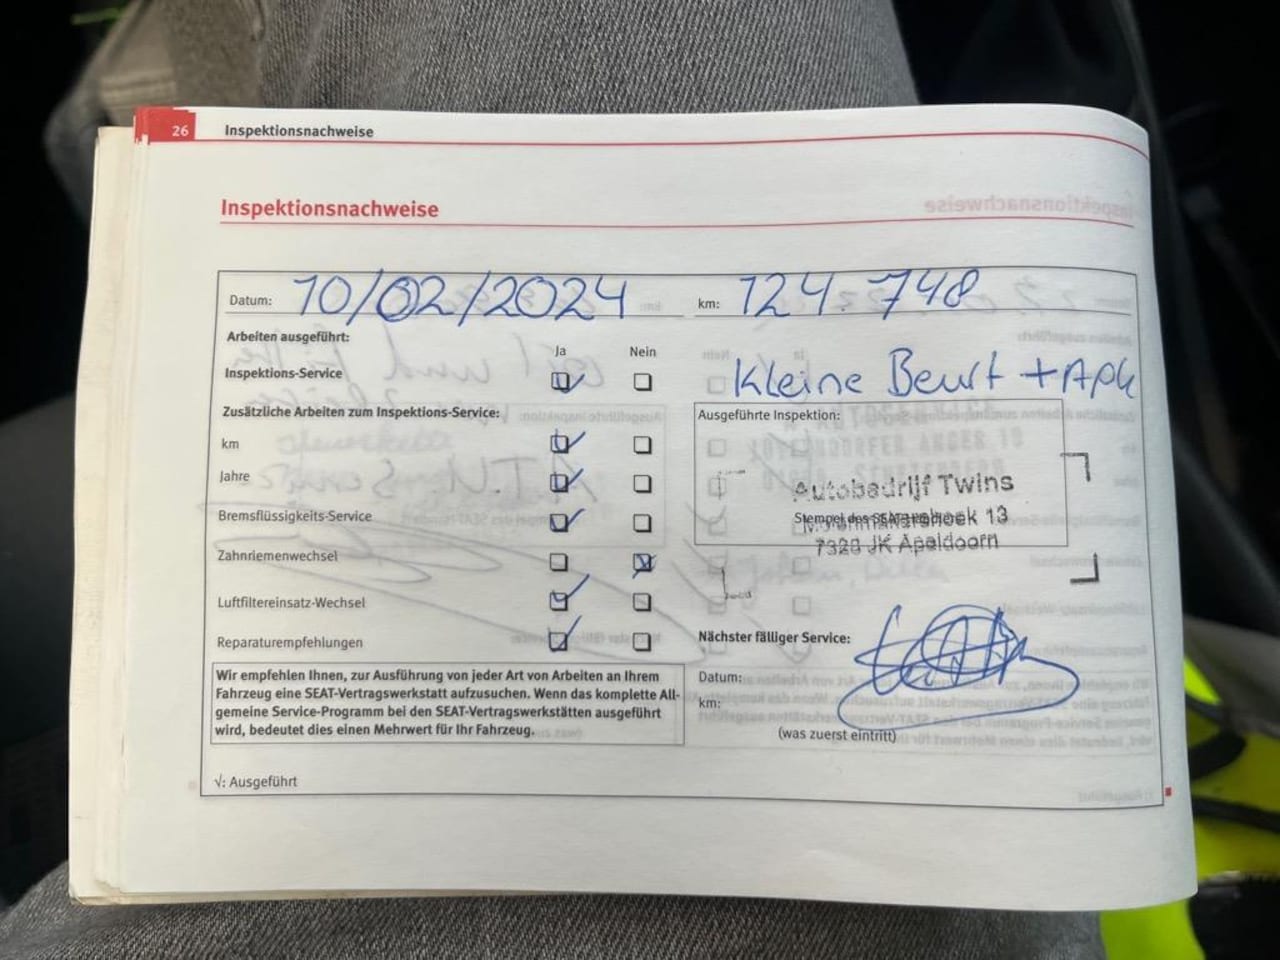 26 Inspektionsnachweise
Inspektionsnachweise
Datum: 10/02/2024 km: 124.748
Arbeiten ausgeführt:
Ja Nein
Inspektions-Service
Kleine Beurt + Apk
Zusätzliche Arbeiten zum Inspektions-Service:
km
Jahre
Bremsflüssigkeits-Service
Zahnriemenwechsel
Luftfiltereinsatz-Wechsel
Reparaturempfehlungen
Ausgeführte Inspektion:
Autobedrijf Twins
Stempel des SEAT-
13
7328 JK Apeldoorn
Nächster fälliger Service:
Datum:
km:
(was zuerst eintritt)
Wir empfehlen Ihnen, zur Ausführung von jeder Art von Arbeiten an Ihrem
Fahrzeug eine SEAT-Vertragswerkstatt aufzusuchen. Wenn das komplette All-
gemeine Service-Programm bei den SEAT-Vertragswerkstätten ausgeführt
wird, bedeutet dies einen Mehrwert für Ihr Fahrzeug.
√: Ausgeführt